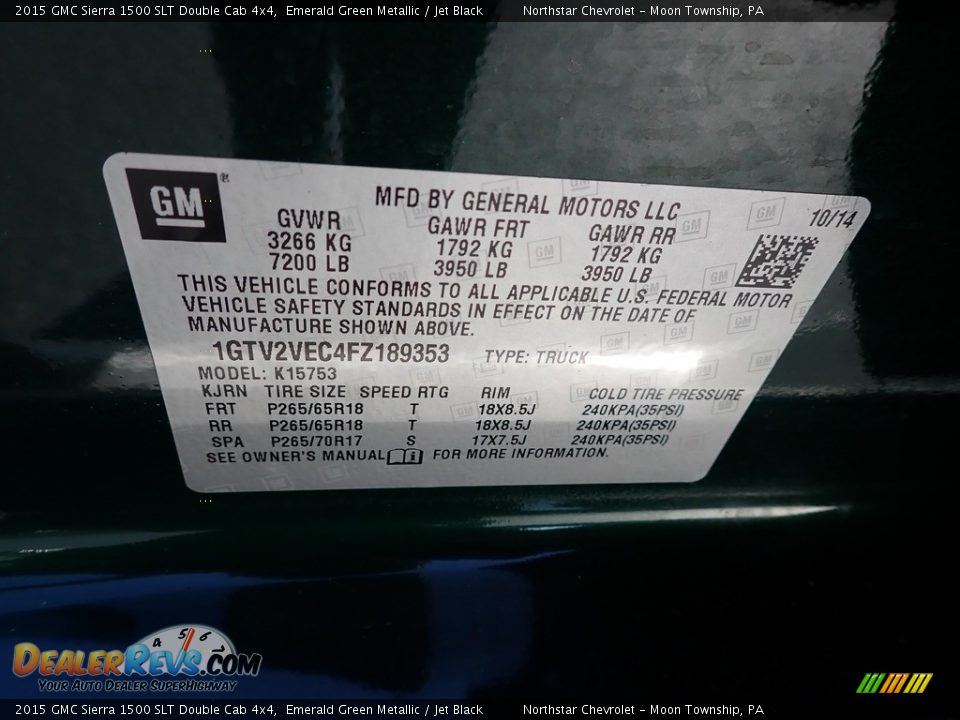 2015 GMC Sierra 1500 SLT Double Cab 4x4, Emerald Green Metallic / Jet Black Northstar Chevrolet - Moon Township, PA
GM®
MFD BY GENERAL MOTORS LLC 10/14
GVWR GAWR FRT GAWR RR
3266 KG 1792 KG 1792 KG
7200 LB 3950 LB 3950 LB
THIS VEHICLE CONFORMS TO ALL APPLICABLE U.S. FEDERAL MOTOR
VEHICLE SAFETY STANDARDS IN EFFECT ON THE DATE OF
MANUFACTURE SHOWN ABOVE.
1GTV2VEC4FZ189353 TYPE: TRUCK
MODEL: K15753
KJRN TIRE SIZE SPEED RTG RIM COLD TIRE PRESSURE
FRT P265/65R18 T 18X8.5J 240KPA(35PSI)
RR P265/65R18 T 18X8.5J 240KPA(35PSI)
SPA P265/70R17 S 17X7.5J 240KPA(35PSI)
SEE OWNER'S MANUAL FOR MORE INFORMATION.
4 5 6
DEALERREVS.COM
YOUR AUTO DEALER SUPERHIGHWAY
2015 GMC Sierra 1500 SLT Double Cab 4x4, Emerald Green Metallic / Jet Black Northstar Chevrolet - Moon Township, PA